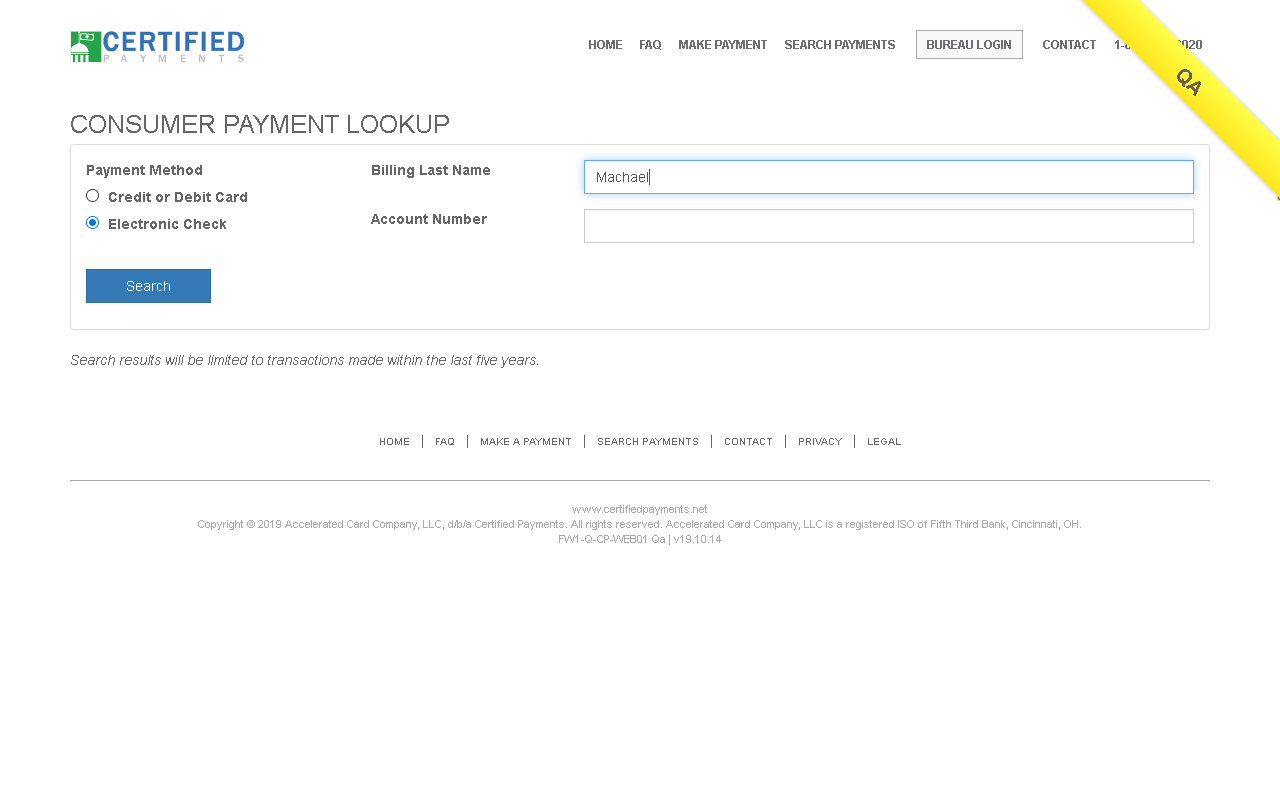 CERTIFIED
PAYMENTS
HOME FAQ MAKE PAYMENT SEARCH PAYMENTS BUREAU LOGIN CONTACT
QA
CONSUMER PAYMENT LOOKUP
Payment Method
Credit or Debit Card
Electronic Check
Billing Last Name
Machael
Account Number
Search
Search results will be limited to transactions made within the last five years.
HOME | FAQ | MAKE A PAYMENT | SEARCH PAYMENTS | CONTACT | PRIVACY | LEGAL
www.certifiedpayments.net
Copyright © 2019 Accelerated Card Company, LLC, d/b/a Certified Payments. All rights reserved. Accelerated Card Company, LLC is a registered ISO of Fifth Third Bank, Cincinnati, OH.
FW1-Q-CP-WEB01 Qa | v19.10.14